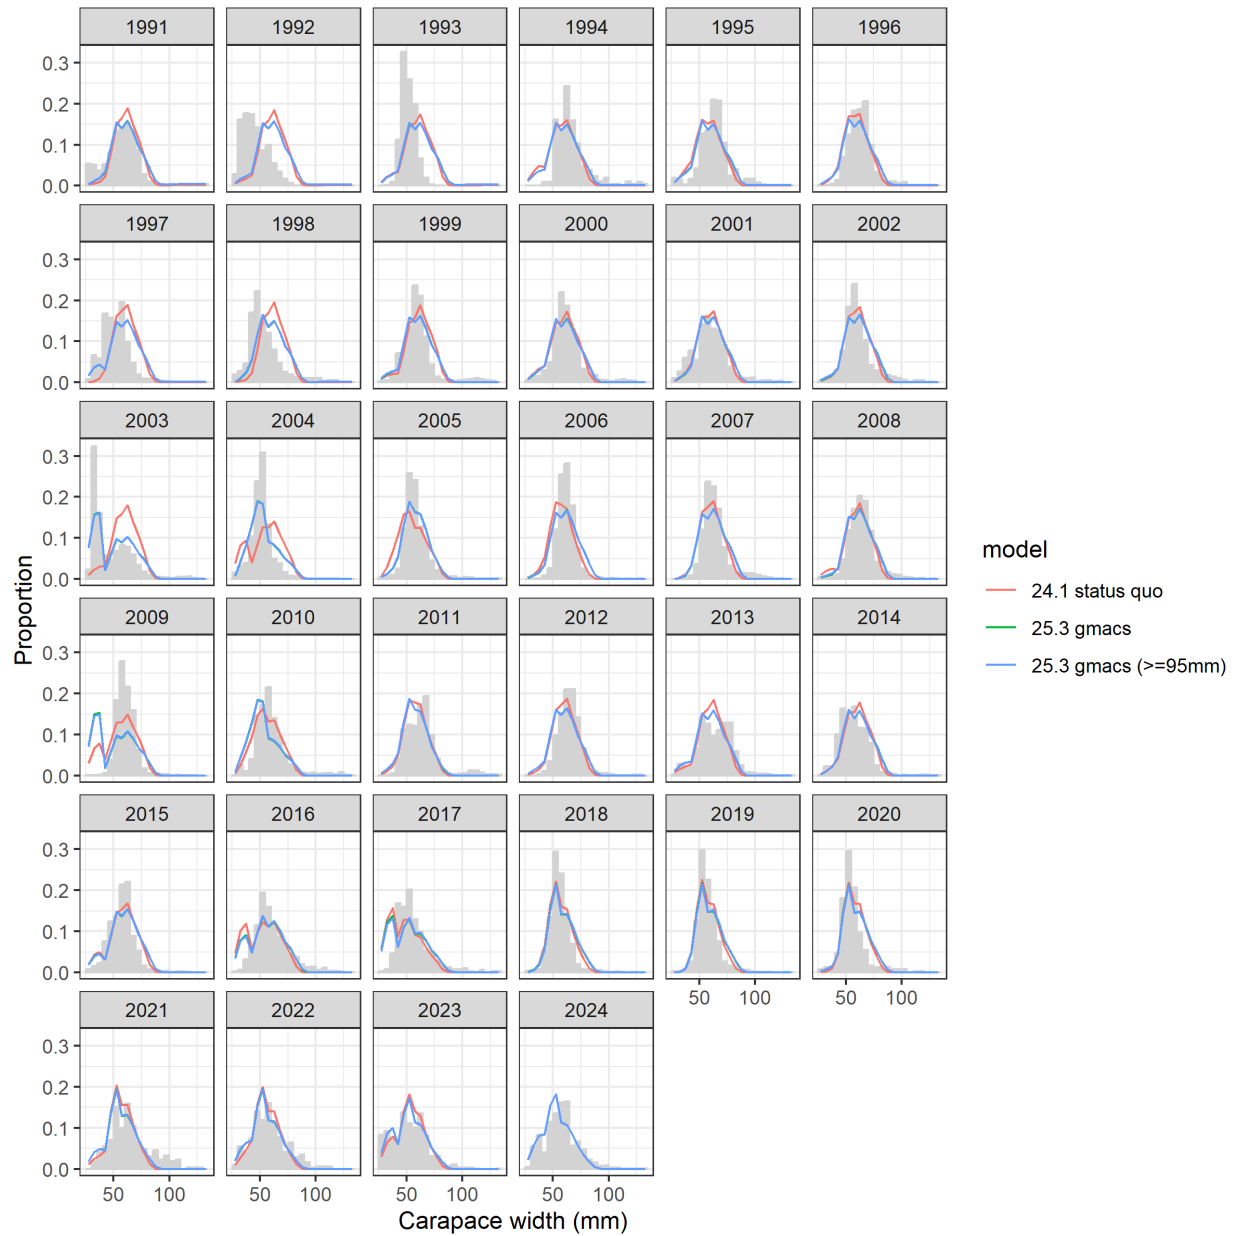 1991 1992 1993 1994 1995 1996
0.3
0.2
0.1
0.0
1997 1998 1999 2000 2001 2002
0.3
0.2
0.1
0.0
2003 2004 2005 2006 2007 2008
0.3
0.2
0.1
0.0
2009 2010 2011 2012 2013 2014
0.3
0.2
0.1
0.0
2015 2016 2017 2018 2019 2020
0.3
0.2
0.1
0.0
50 100 50 100
2021 2022 2023 2024
0.3
0.2
0.1
0.0
50 100 50 100 50 100 50 100
Carapace width (mm)
Proportion
model
24.1 status quo
25.3 gmacs
25.3 gmacs (>=95mm)